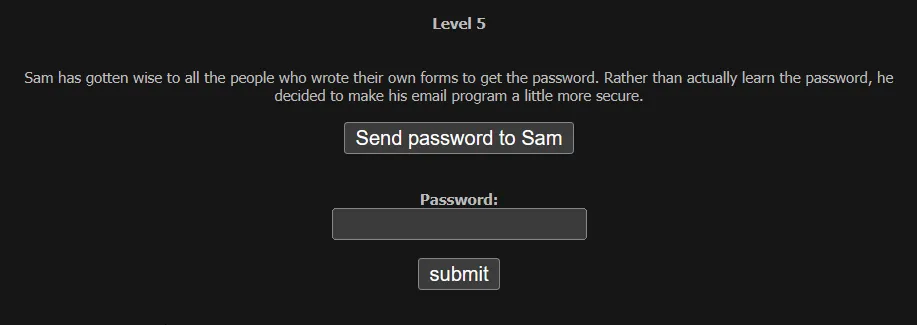 Level 5
Sam has gotten wise to all the people who wrote their own forms to get the password. Rather than actually learn the password, he
decided to make his email program a little more secure.
Send password to Sam
Password:
submit